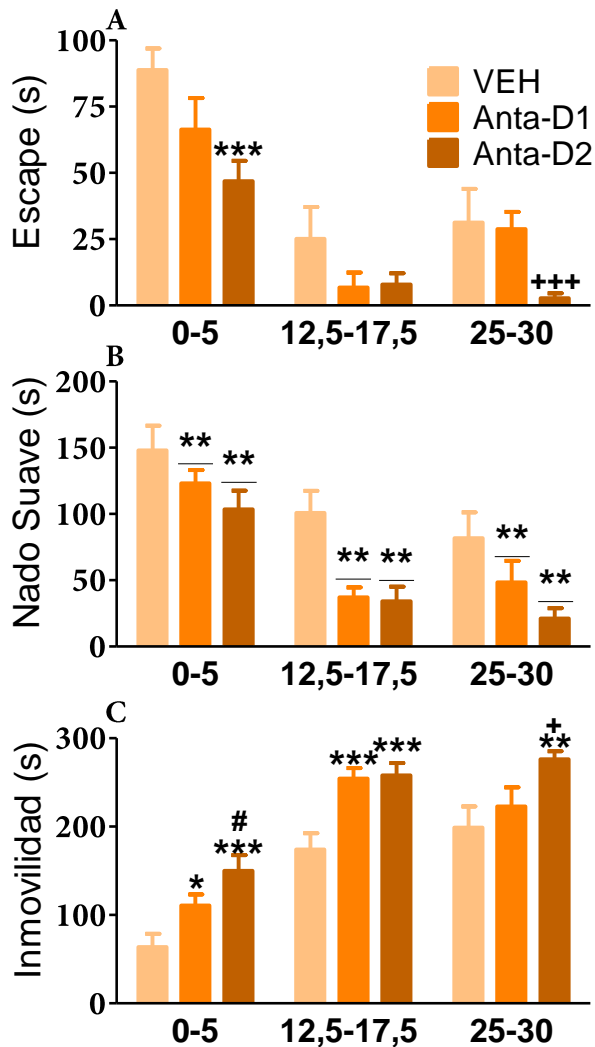 A
Escape (s)
100
75
50
25
0
VEH
Anta-D1
Anta-D2
***
+++
0-5 12,5-17,5 25-30
B
Nado Suave (s)
200
150
100
50
0
** ** ** ** ** **
0-5 12,5-17,5 25-30
C
Inmovilidad (s)
300
200
100
0
*
#
***
*** ***
+
**
0-5 12,5-17,5 25-30